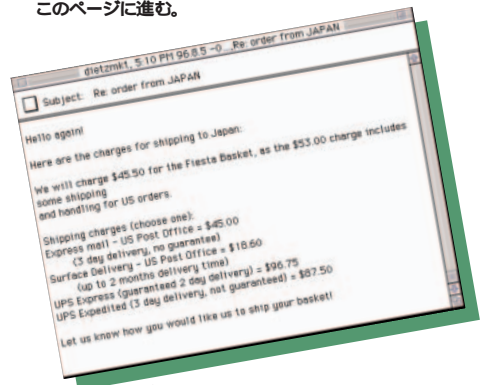 このページに進む。
dietzmkt, 5:10 PM 96.8.5 -0...Re: order from JAPAN
Subject: Re: order from JAPAN
Hello again!
Here are the charges for shipping to Japan:
We will charge $45.50 for the Fiesta Basket, as the $53.00 charge includes
some shipping
and handling for US orders.
Shipping charges (choose one):
Express mail - US Post Office = $45.00
(3 day delivery, no guarantee)
Surface Delivery - US Post Office = $18.60
(up to 2 months delivery time)
UPS Express (guaranteed 2 day delivery) = $96.75
UPS Expedited (3 day delivery, not guaranteed) = $87.50
Let us know how you would like us to ship your basket!